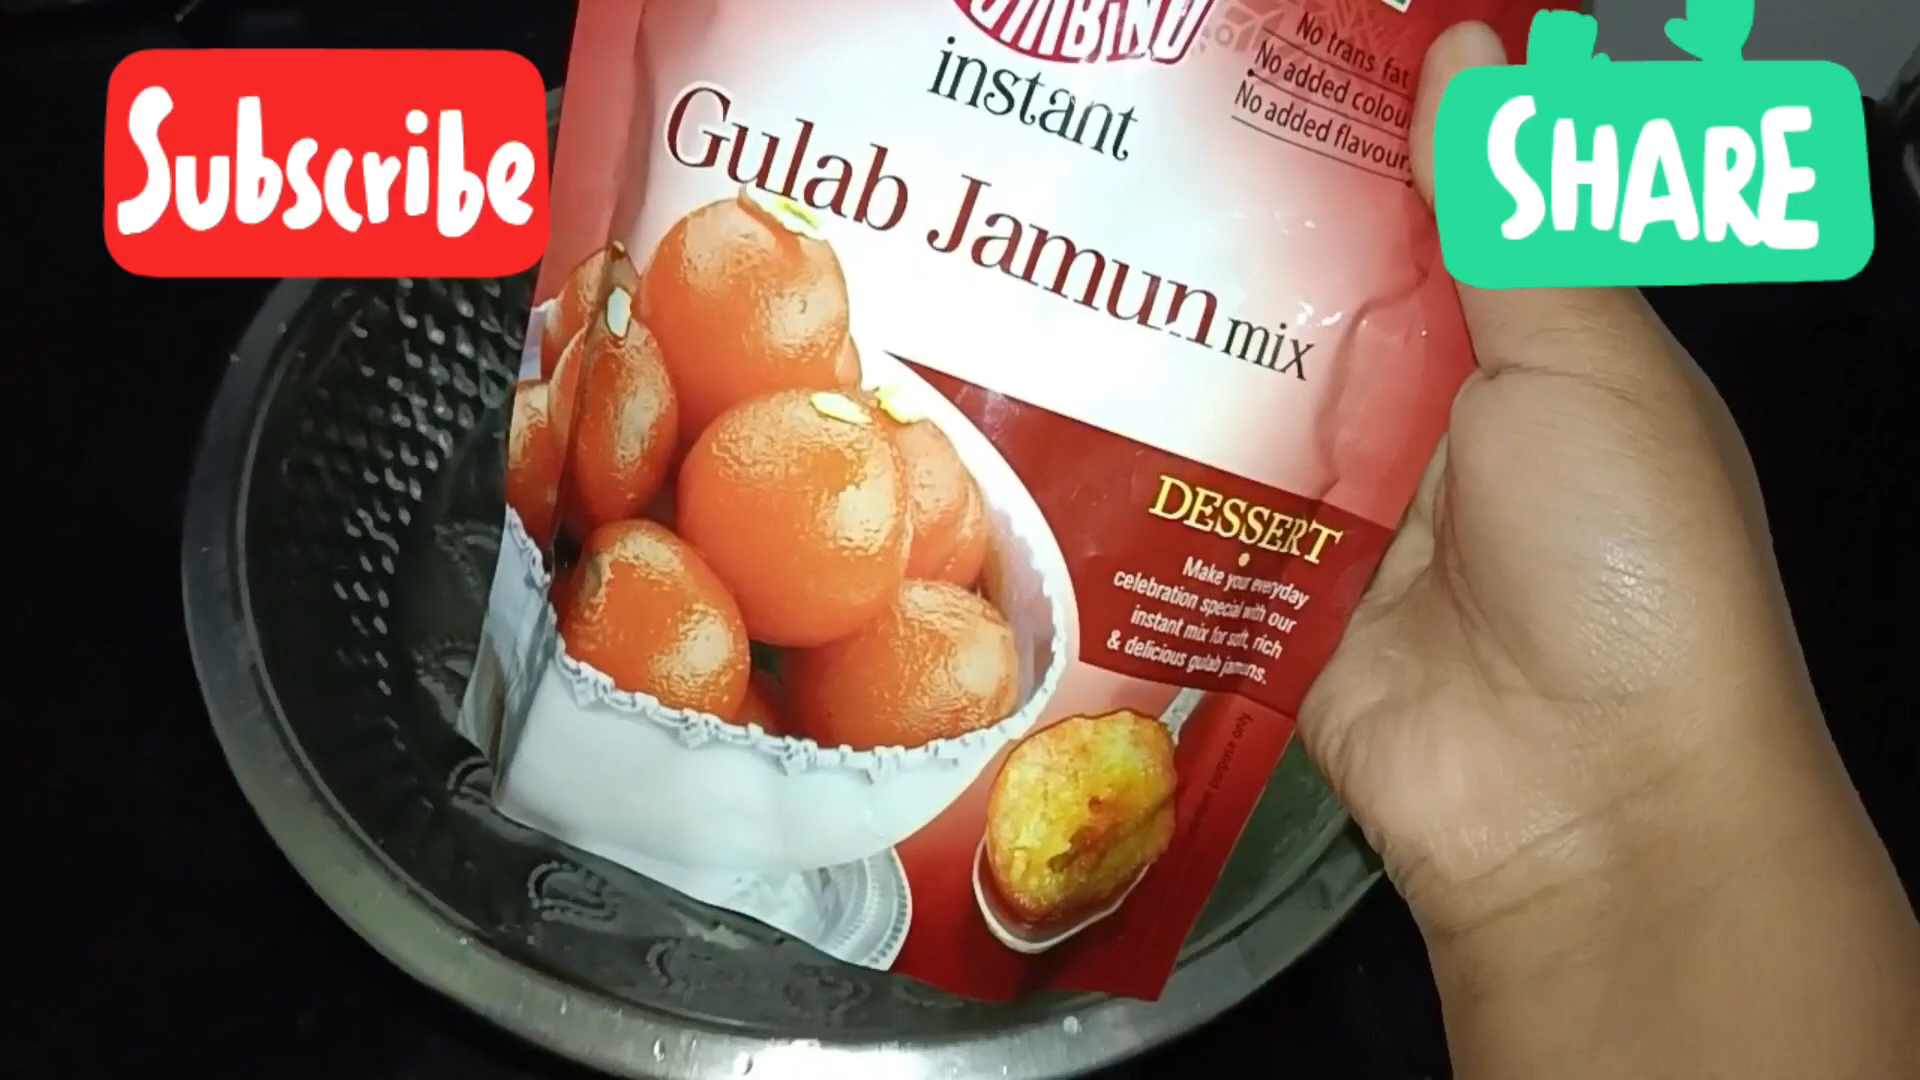 Subscribe
SHARE
instant
Gulab Jamun mix
No trans fat
No added colour
No added flavour
DESSERT
Make your everyday
celebration special with our
instant mix for soft, rich
& delicious gulab jamuns.